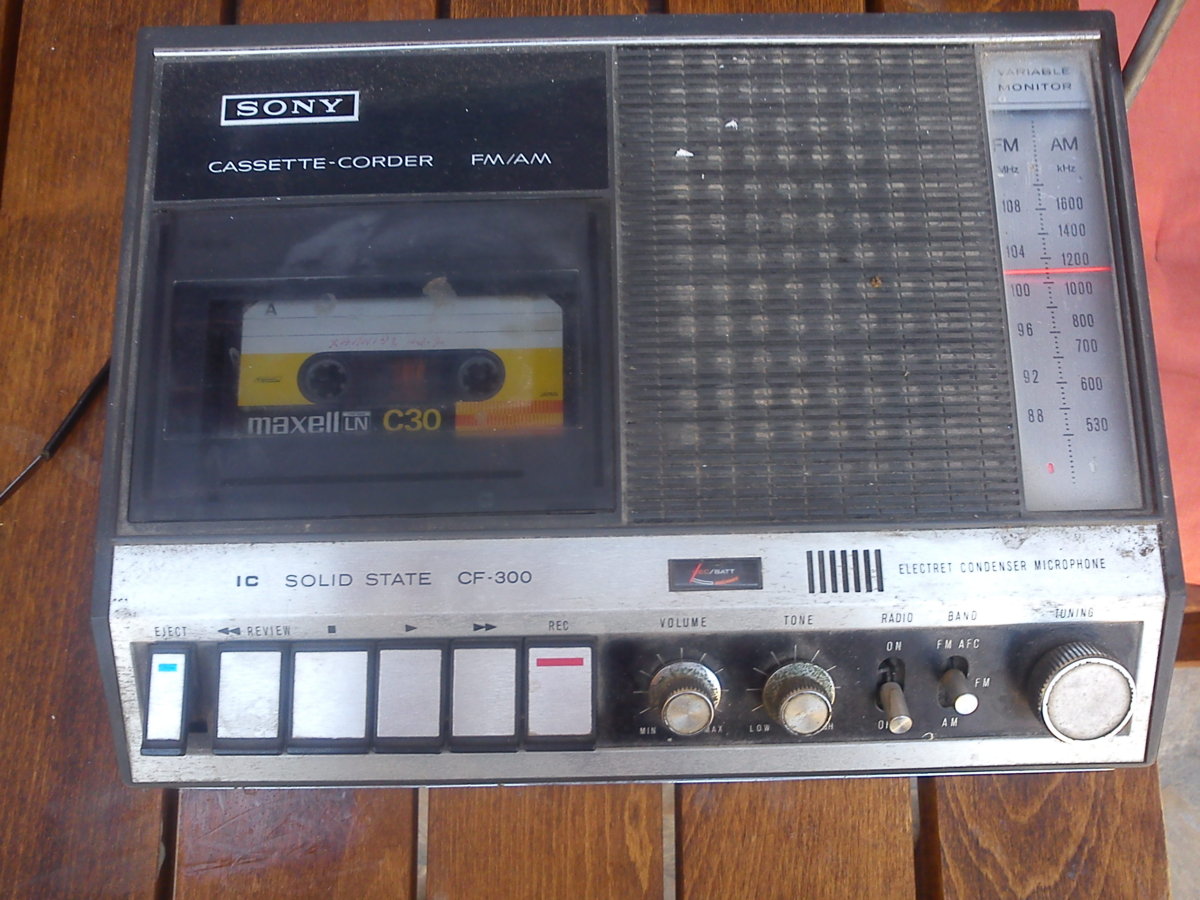 SONY
CASSETTE-CORDER FM/AM
VARIABLE
MONITOR
FM AM
MHz kHz
108 1600
1400
104 1200
100 1000
96 800
700
92 600
88 530
A
maxell LN C30
IC SOLID STATE CF-300
REC/BATT
ELECTRET CONDENSER MICROPHONE
EJECT ◀◀ REVIEW ■ ▶ ▶▶ REC
VOLUME TONE RADIO BAND TUNING
ON FM AFC
FM
MIN MAX LOW AM